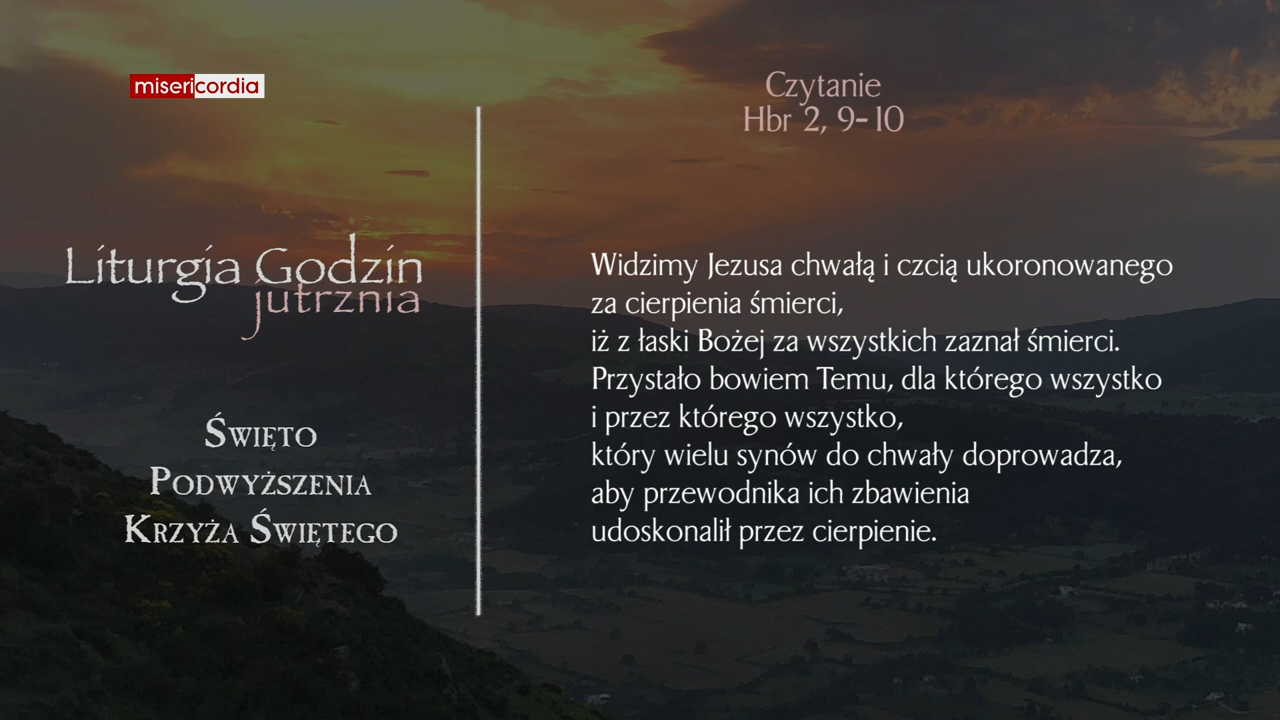 misericordia
Liturgia Godzin
jutrznia
Święto
Podwyższenia
Krzyża Świętego
Czytanie
Hbr 2, 9-10
Widzimy Jezusa chwałą i czcią ukoronowanego
za cierpienia śmierci,
iż z łaski Bożej za wszystkich zaznał śmierci.
Przystało bowiem Temu, dla którego wszystko
i przez którego wszystko,
który wielu synów do chwały doprowadza,
aby przewodnika ich zbawienia
udoskonalił przez cierpienie.